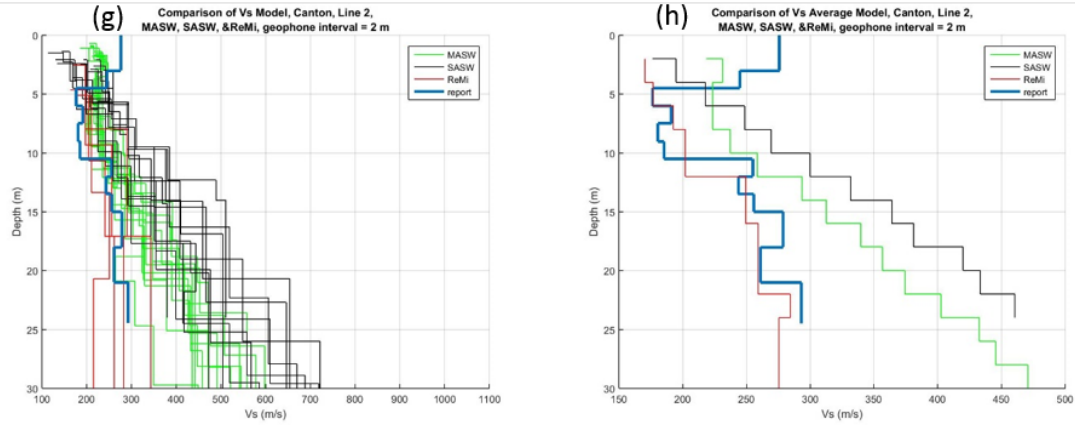 (g)
Comparison of Vs Model, Canton, Line 2,
MASW, SASW, &ReMi, geophone interval = 2 m
MASW
SASW
ReMi
report
Depth (m)
0
5
10
15
20
25
30
100 200 300 400 500 600 700 800 900 1000 1100
Vs (m/s)
(h)
Comparison of Vs Average Model, Canton, Line 2,
MASW, SASW, &ReMi, geophone interval = 2 m
MASW
SASW
ReMi
report
Depth (m)
0
5
10
15
20
25
30
150 200 250 300 350 400 450 500
Vs (m/s)